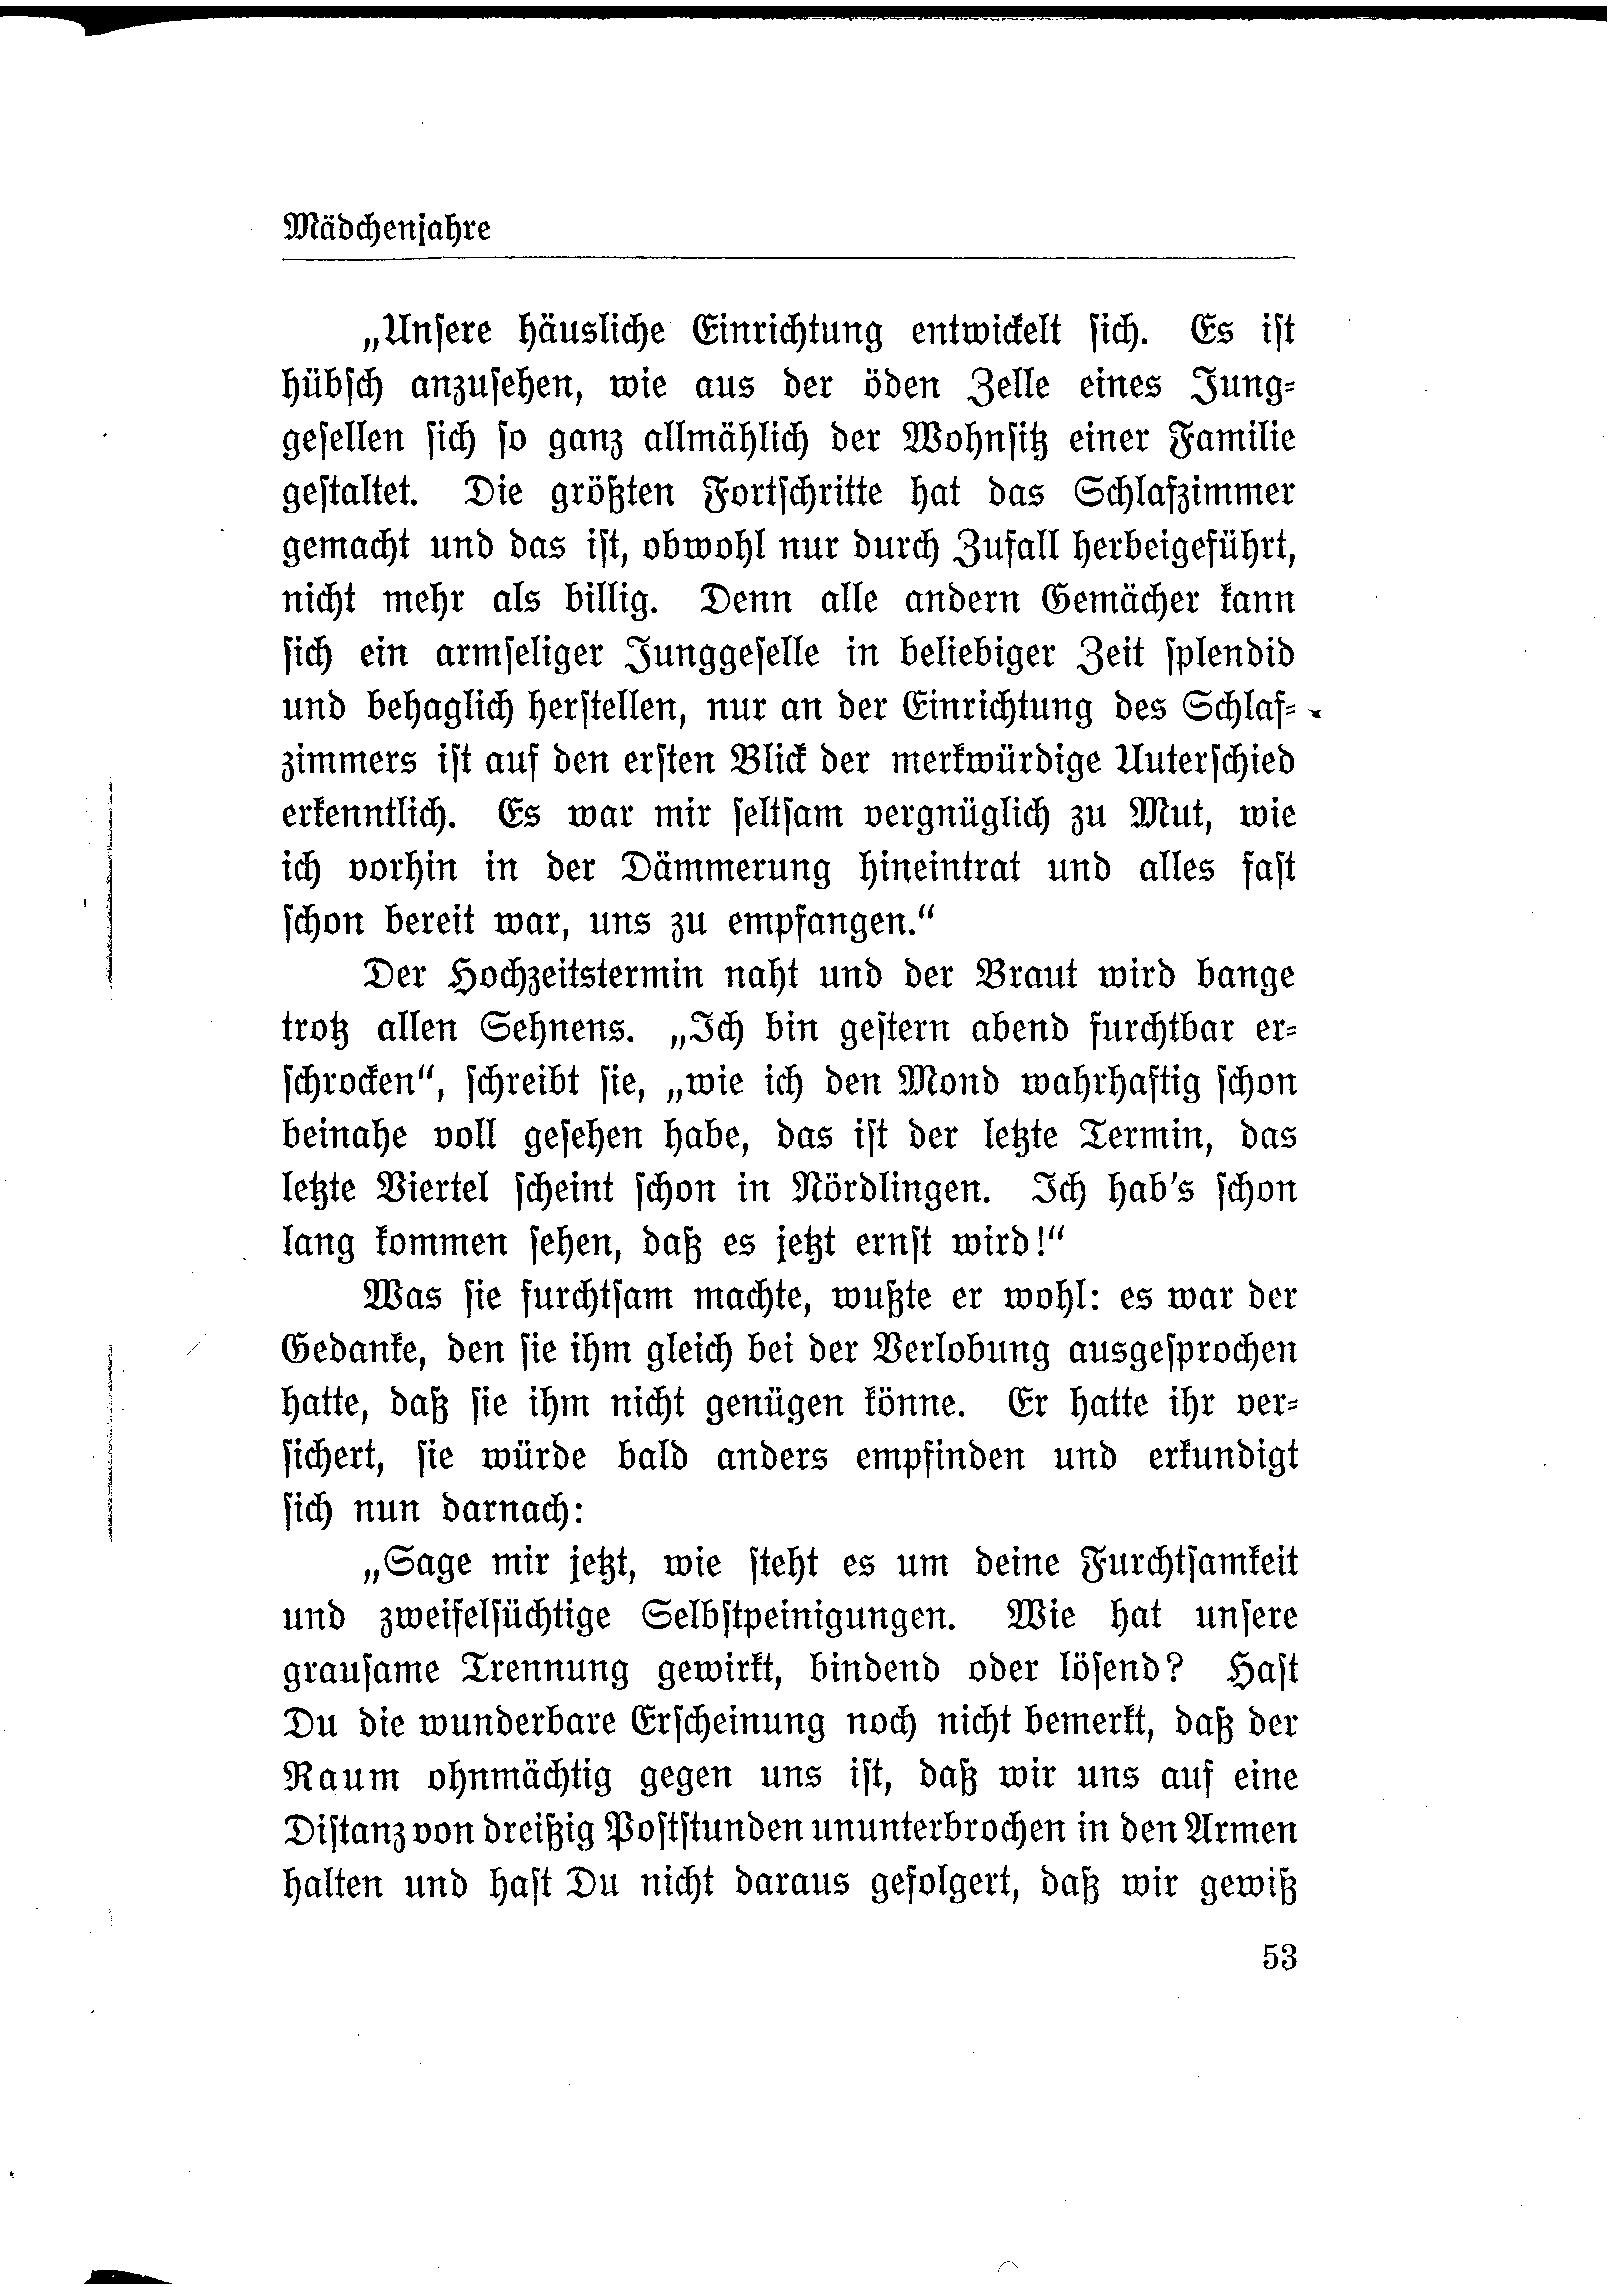 Mädchenjahre
„Unsere häusliche Einrichtung entwickelt sich. Es ist
hübsch anzusehen, wie aus der öden Zelle eines Jung-
gesellen sich so ganz allmählich der Wohnsitz einer Familie
gestaltet. Die größten Fortschritte hat das Schlafzimmer
gemacht und das ist, obwohl nur durch Zufall herbeigeführt,
nicht mehr als billig. Denn alle andern Gemächer kann
sich ein armseliger Junggeselle in beliebiger Zeit splendid
und behaglich herstellen, nur an der Einrichtung des Schlaf-
zimmers ist auf den ersten Blick der merkwürdige Unterschied
erkenntlich. Es war mir seltsam vergnüglich zu Mut, wie
ich vorhin in der Dämmerung hineintrat und alles fast
schon bereit war, uns zu empfangen.“
Der Hochzeitstermin naht und der Braut wird bange
trotz allen Sehnens. „Ich bin gestern abend furchtbar er-
schrocken“, schreibt sie, „wie ich den Mond wahrhaftig schon
beinahe voll gesehen habe, das ist der letzte Termin, das
letzte Viertel scheint schon in Nördlingen. Ich hab's schon
lang kommen sehen, daß es jetzt ernst wird!“
Was sie furchtsam machte, wußte er wohl: es war der
Gedanke, den sie ihm gleich bei der Verlobung ausgesprochen
hatte, daß sie ihm nicht genügen könne. Er hatte ihr ver-
sichert, sie würde bald anders empfinden und erkundigt
sich nun darnach:
„Sage mir jetzt, wie steht es um deine Furchtsamkeit
und zweifelsüchtige Selbstpeinigungen. Wie hat unsere
grausame Trennung gewirkt, bindend oder lösend? Hast
Du die wunderbare Erscheinung noch nicht bemerkt, daß der
Raum ohnmächtig gegen uns ist, daß wir uns auf eine
Distanz von dreißig Poststunden ununterbrochen in den Armen
halten und hast Du nicht daraus gefolgert, daß wir gewiß
53